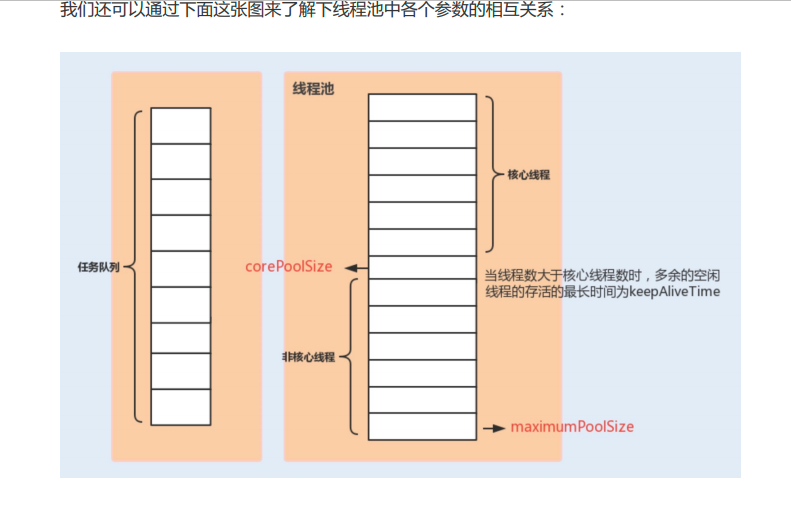 我们还可以通过下面这张图来了解下线程池中各个参数的相互关系：
线程池
核心线程
任务队列
corePoolSize
当线程数大于核心线程数时，多余的空闲
线程的存活的最长时间为keepAliveTime
非核心线程
maximumPoolSize